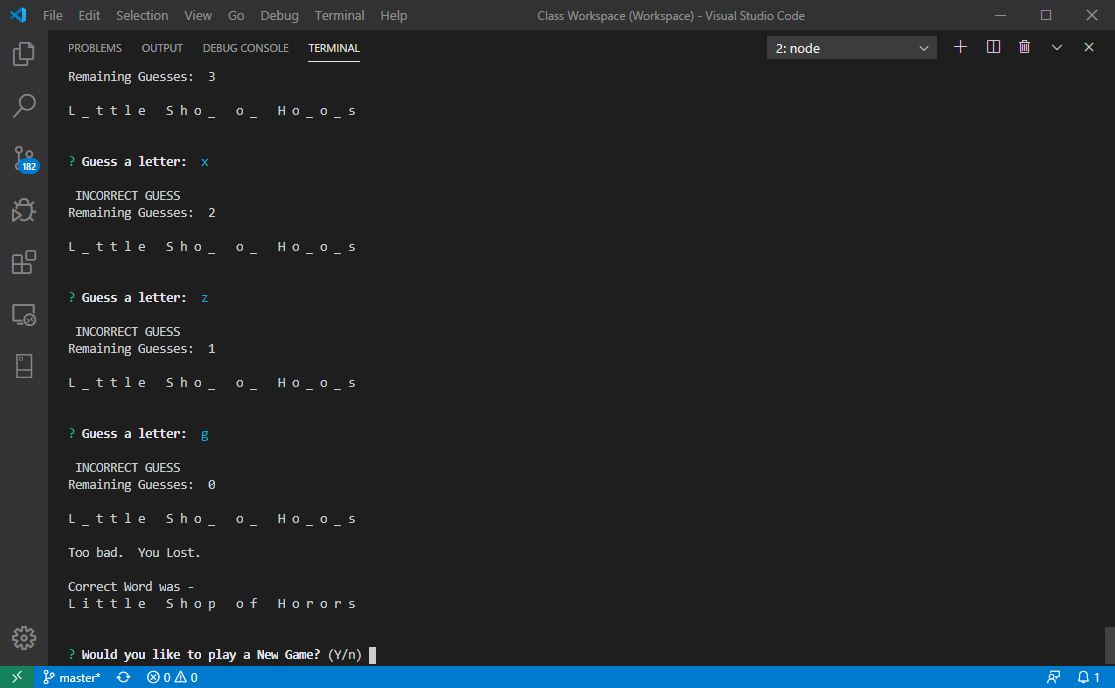 File Edit Selection View Go Debug Terminal Help Class Workspace (Workspace) - Visual Studio Code
PROBLEMS OUTPUT DEBUG CONSOLE TERMINAL 2: node
Remaining Guesses: 3
L _ t t l e S h o _ o _ H o _ o _ s
? Guess a letter: x
INCORRECT GUESS
Remaining Guesses: 2
L _ t t l e S h o _ o _ H o _ o _ s
? Guess a letter: z
INCORRECT GUESS
Remaining Guesses: 1
L _ t t l e S h o _ o _ H o _ o _ s
? Guess a letter: g
INCORRECT GUESS
Remaining Guesses: 0
L _ t t l e S h o _ o _ H o _ o _ s
Too bad. You Lost.
Correct Word was -
L i t t l e S h o p o f H o r o r s
? Would you like to play a New Game? (Y/n)
182
master* 0 0 1